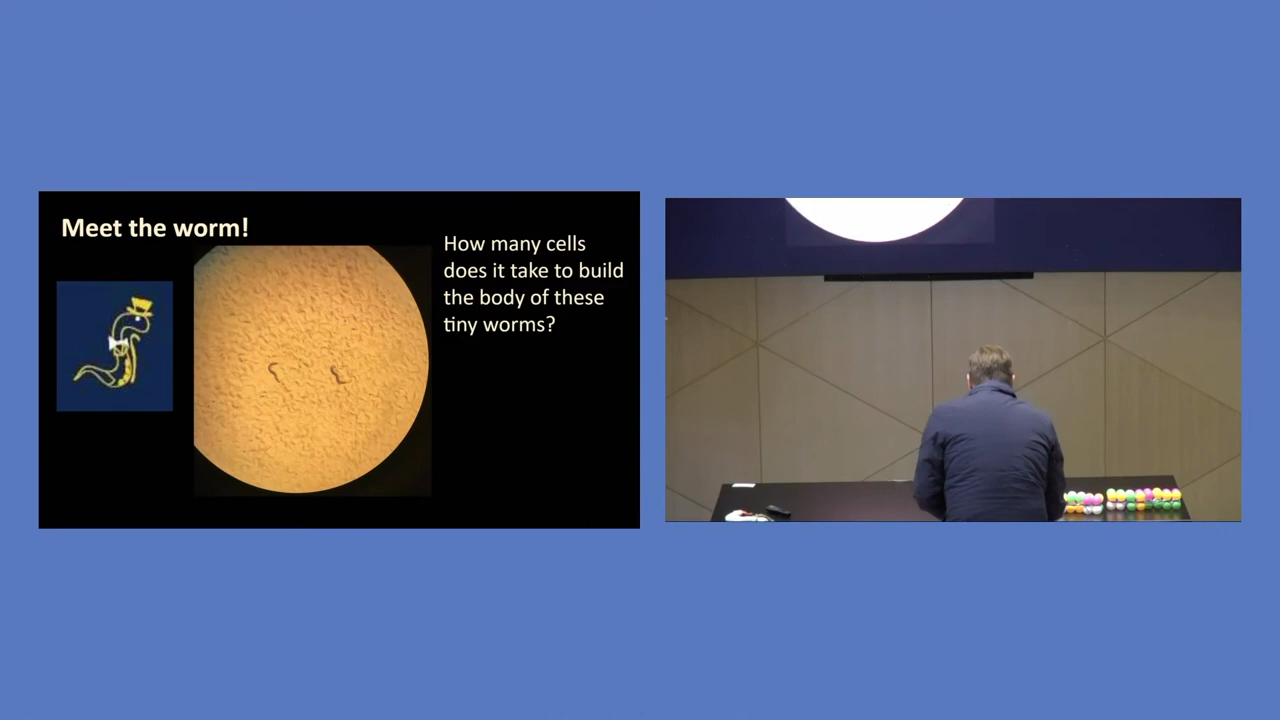 Meet the worm!
How many cells
does it take to build
the body of these
tiny worms?